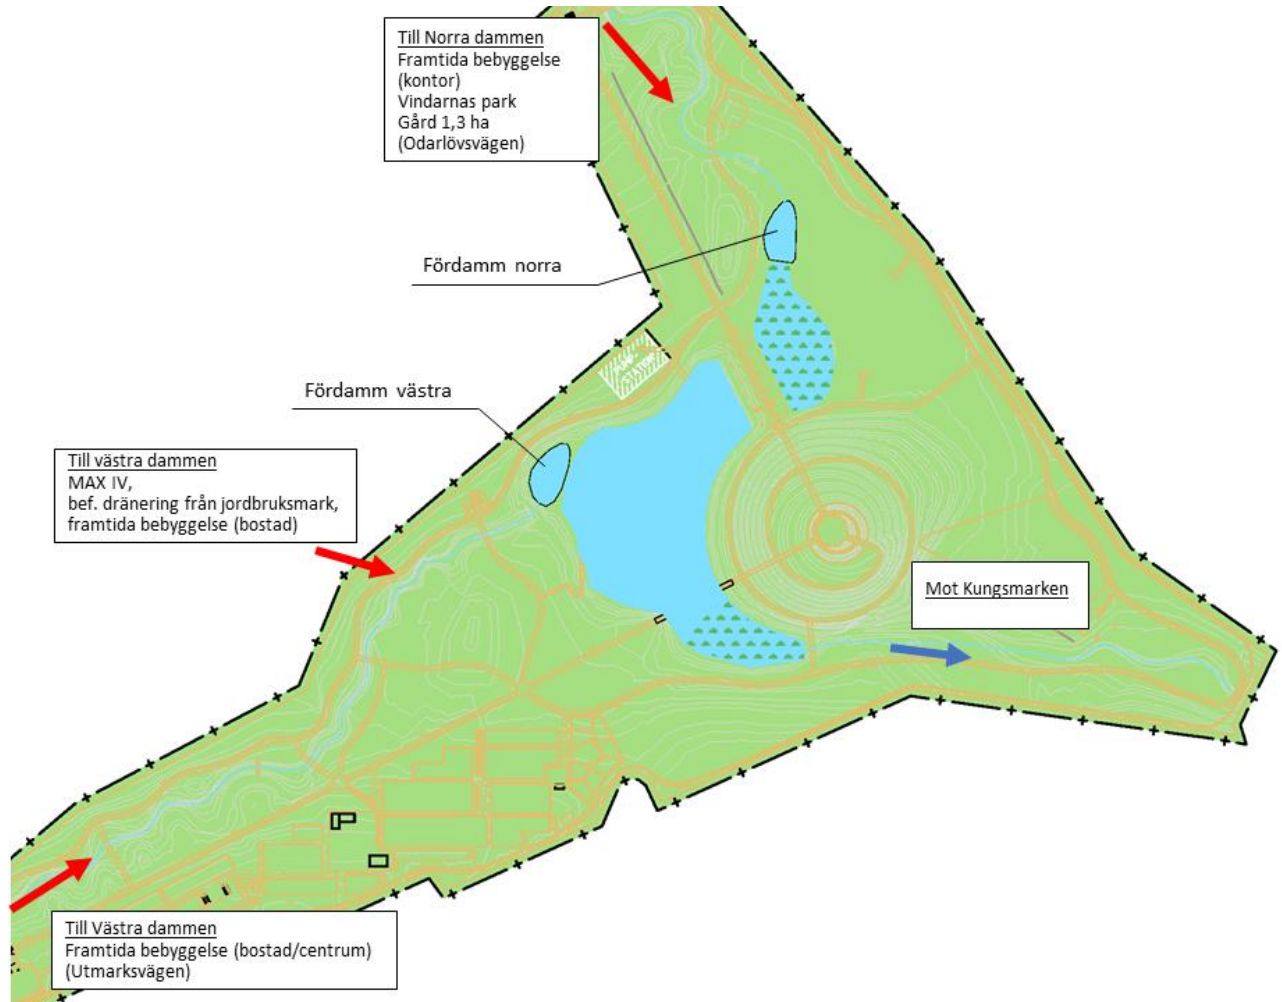 Till Norra dammen
Framtida bebyggelse
(kontor)
Vindarnas park
Gård 1,3 ha
(Odarlövsvägen)
Fördamm norra
PUMP-
STATION
Fördamm västra
Till västra dammen
MAX IV,
bef. dränering från jordbruksmark,
framtida bebyggelse (bostad)
Mot Kungsmarken
Till Västra dammen
Framtida bebyggelse (bostad/centrum)
(Utmarksvägen)